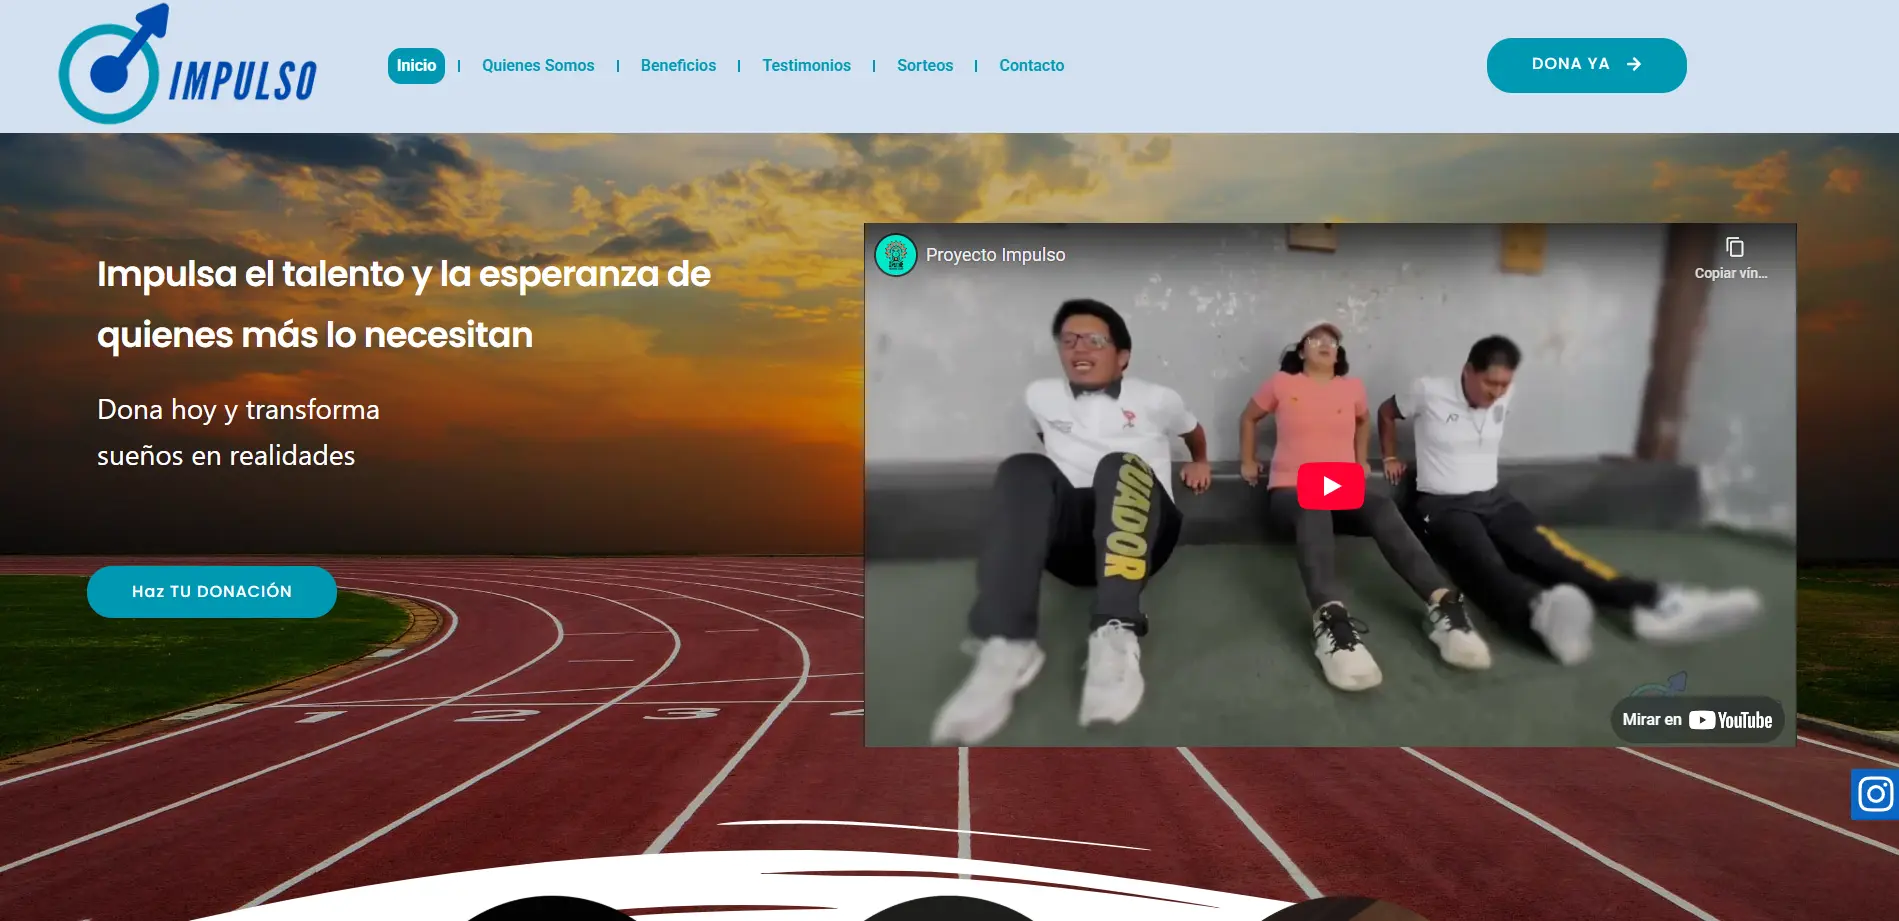 IMPULSO
Inicio
Quienes Somos
Beneficios
Testimonios
Sorteos
Contacto
DONA YA
Impulsa el talento y la esperanza de
quienes más lo necesitan
Dona hoy y transforma
sueños en realidades
Haz TU DONACIÓN
Proyecto Impulso
Copiar vín...
ECUADOR
Mirar en YouTube
1 2 3 4